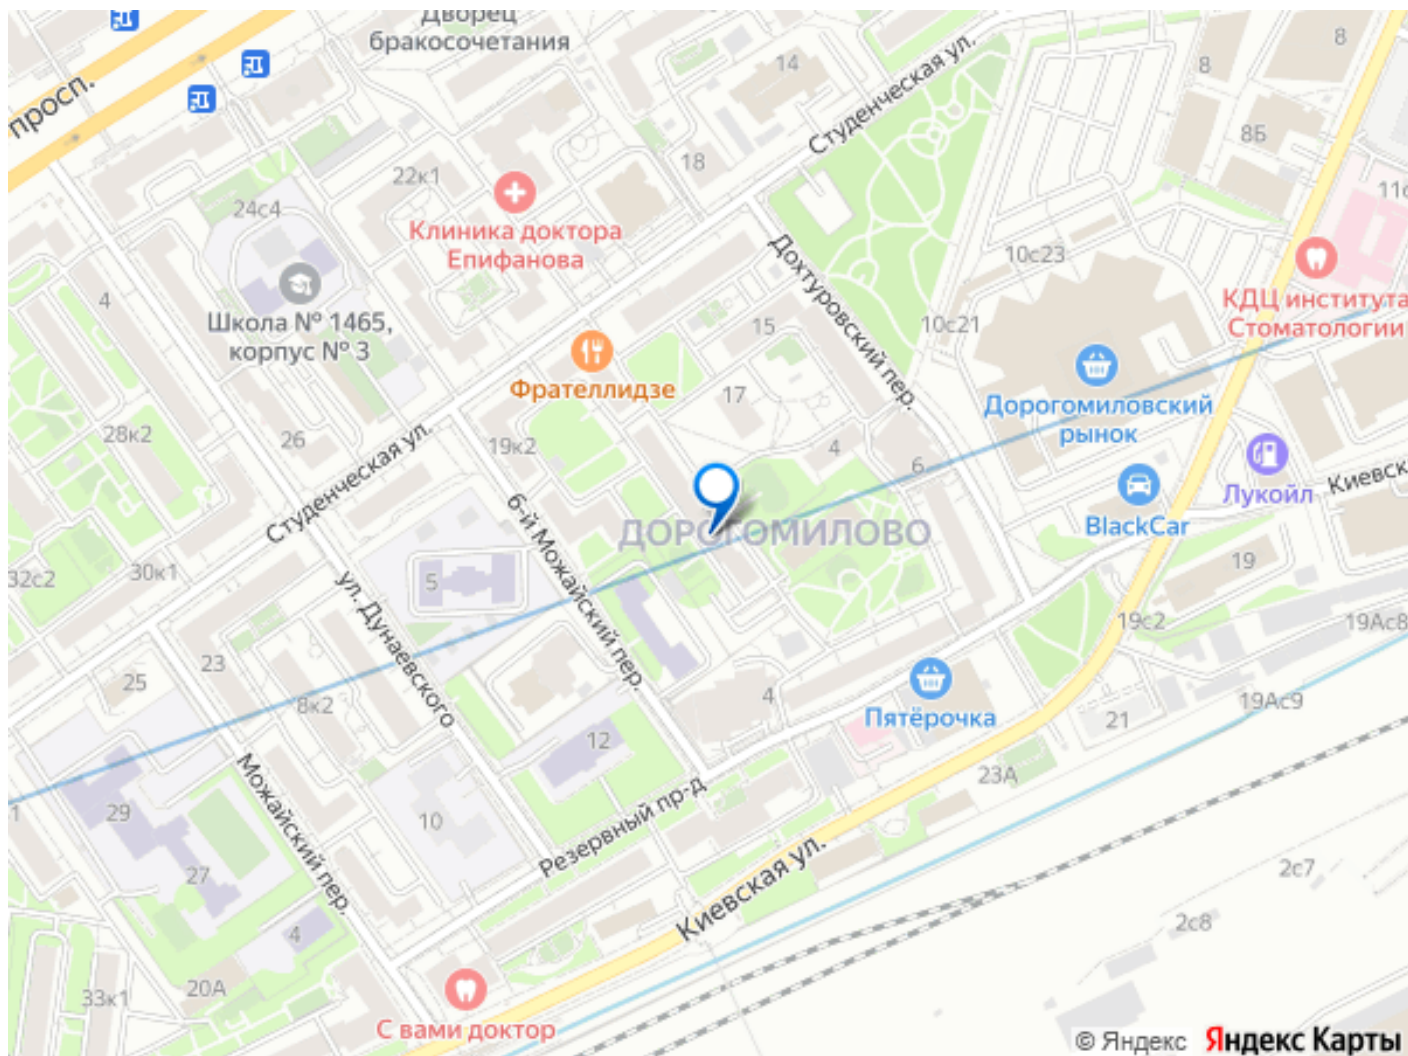 Дворец
бракосочетания
просп.
14
8
8
8Б
Студенческая ул.
18
22к1
24с4
Клиника доктора
Епифанова
11с
10с23
КДЦ института
Стоматологии
Дохтуровский пер.
4
Школа № 1465,
корпус № 3
15
10с21
Фрателлидзе
17
Дорогомиловский
рынок
28к2
26
19к2
4
6
Студенческая ул.
Лукойл
Киевск
BlackCar
6-й Можайский пер.
ДОРОГОМИЛОВО
32с2
30к1
5
19
ул. Дунаевского
19с2
19Ас8
23
25
8к2
4
Пятёрочка
21
19Ас9
12
23А
Можайский пер.
29
10
Резервный пр-д
1
27
Киевская ул.
2с7
4
2с8
20А
33к1
С вами доктор
© Яндекс Яндекс Карты